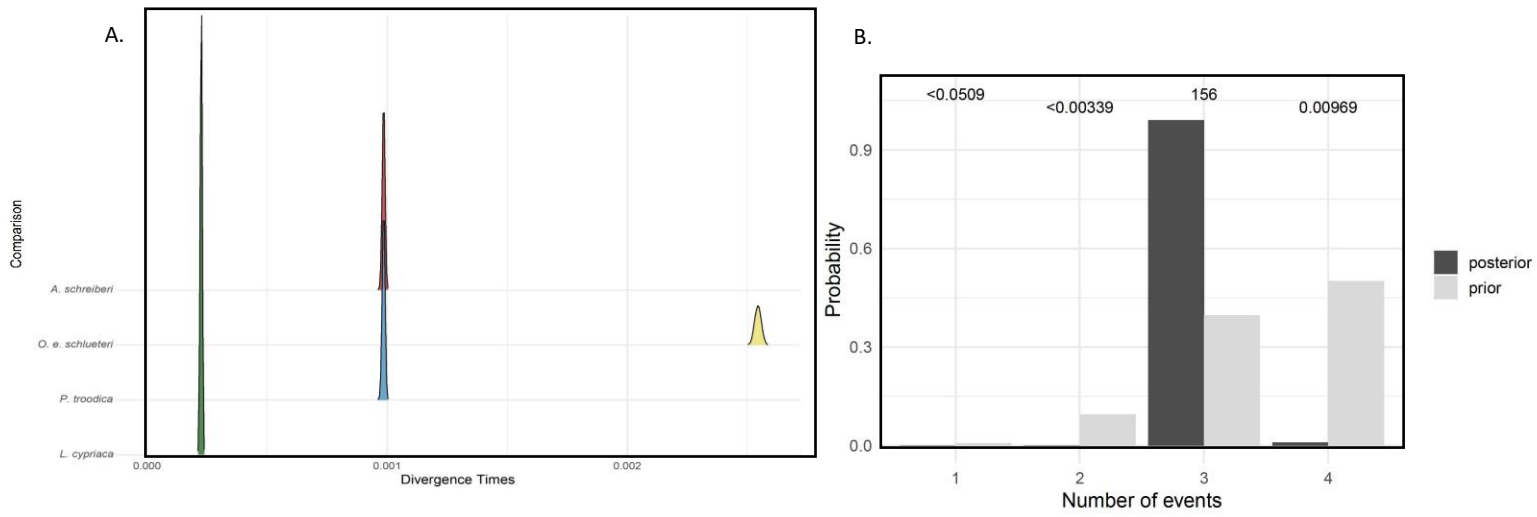 A.
Comparison
A. schreiberi
O. e. schlueteri
P. troodica
L. cypriaca
0.000
0.001
0.002
Divergence Times
B.
<0.0509
<0.00339
156
0.00969
Probability
0.9
0.6
0.3
0.0
1
2
3
4
Number of events
posterior
prior